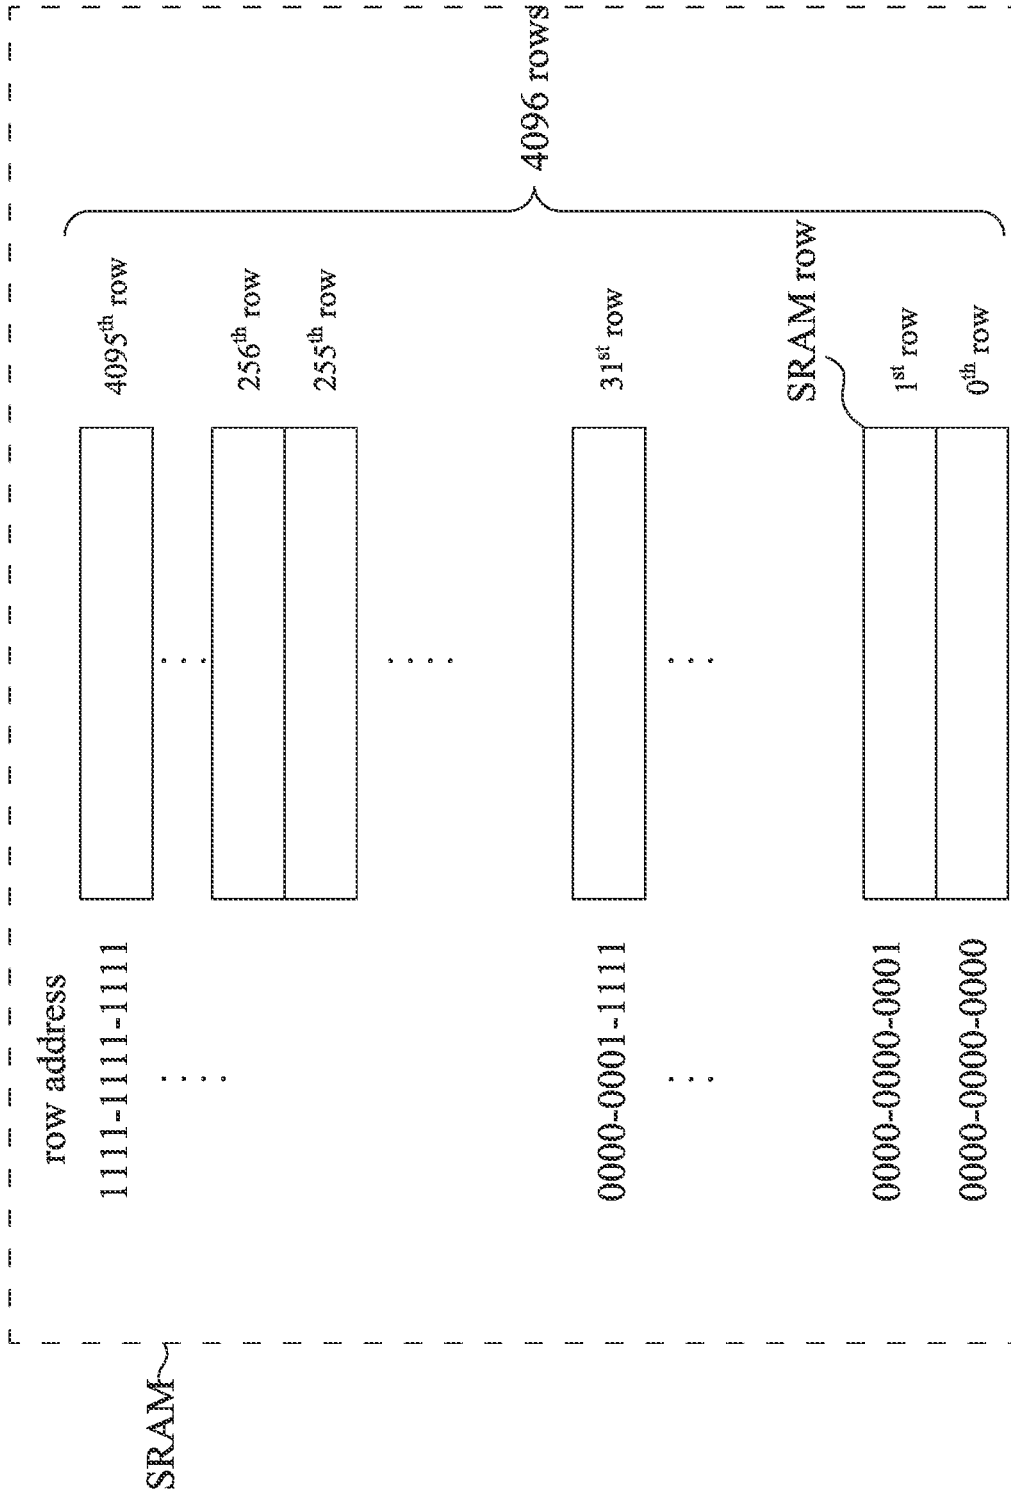 SRAM
row address
1111-1111-1111
4095th row
256th row
255th row
4096 rows
0000-0001-1111
31st row
SRAM row
0000-0000-0001
1st row
0000-0000-0000
0th row